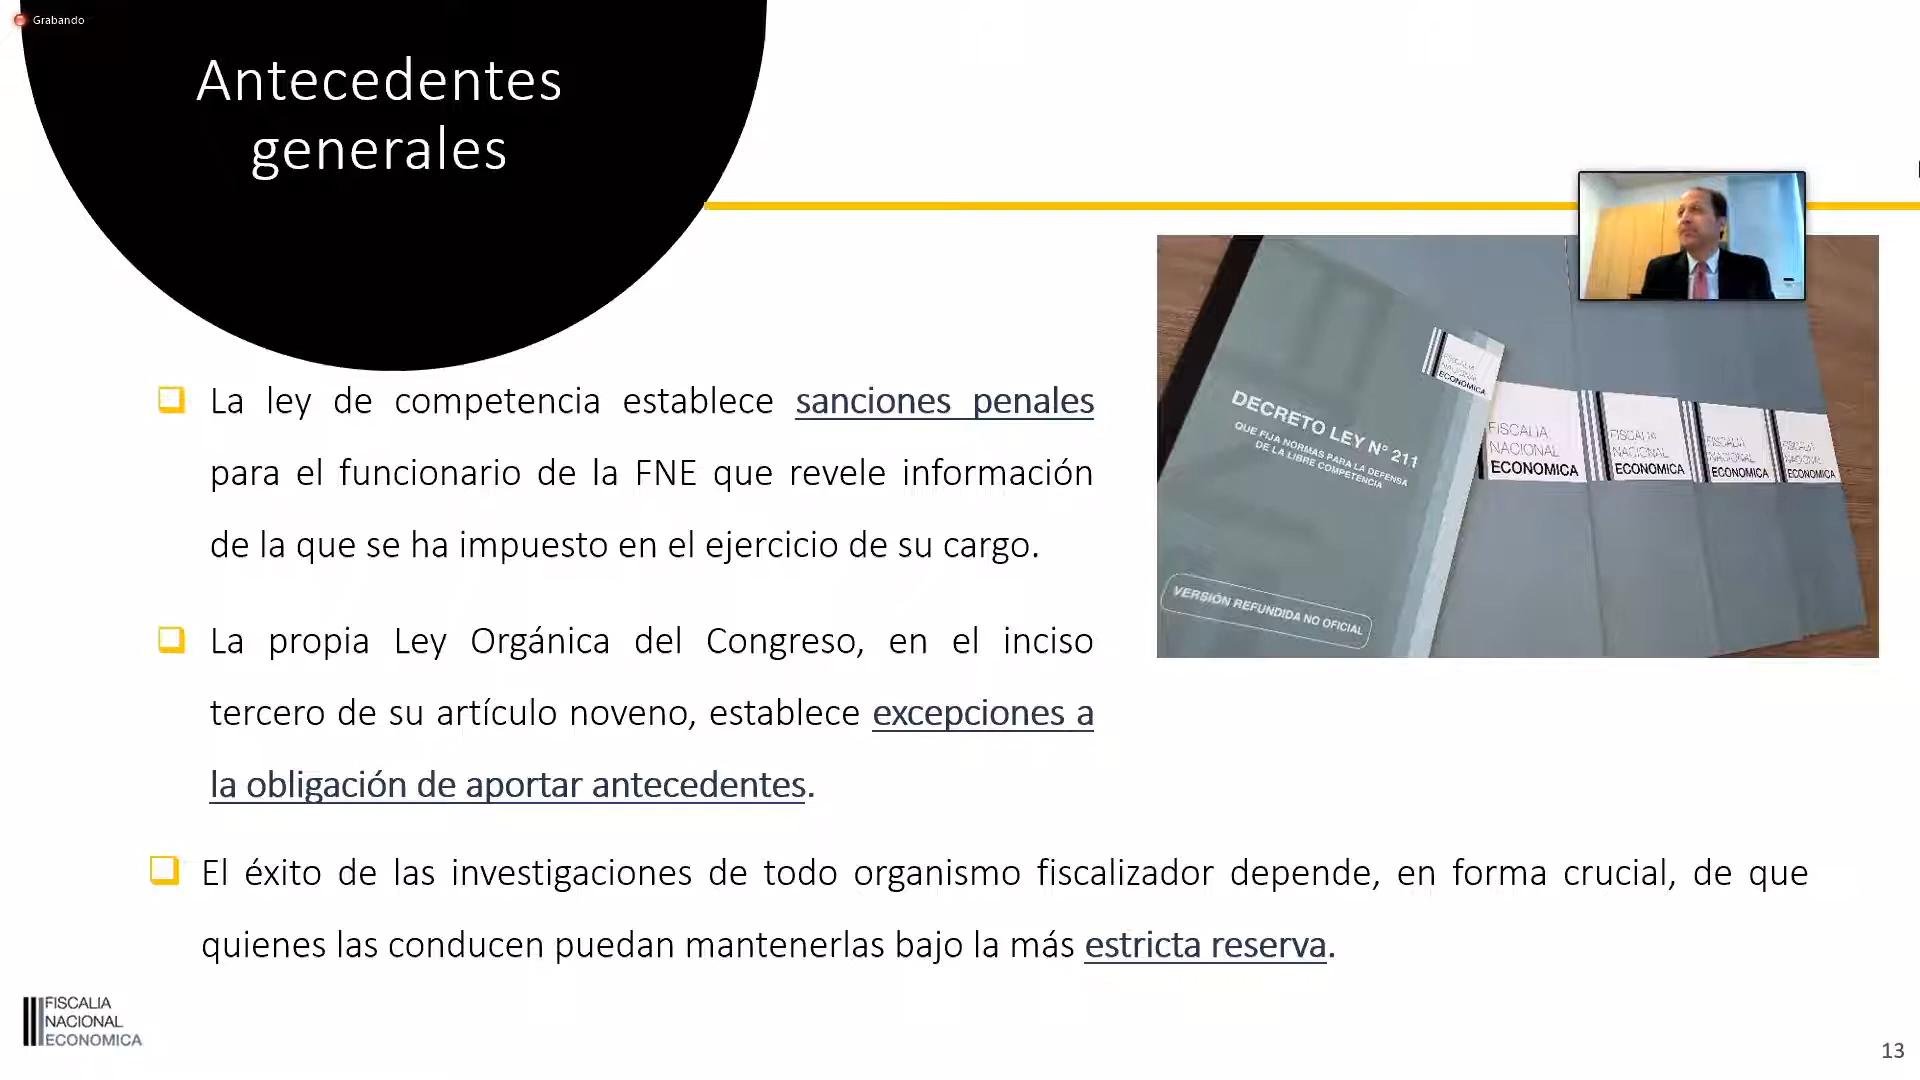 Grabando
Antecedentes
generales
La ley de competencia establece sanciones penales
para el funcionario de la FNE que revele información
de la que se ha impuesto en el ejercicio de su cargo.
La propia Ley Orgánica del Congreso, en el inciso
tercero de su artículo noveno, establece excepciones a
la obligación de aportar antecedentes.
El éxito de las investigaciones de todo organismo fiscalizador depende, en forma crucial, de que
quienes las conducen puedan mantenerlas bajo la más estricta reserva.
FISCALIA
NACIONAL
ECONOMICA
DECRETO LEY Nº 211
QUE FIJA NORMAS PARA LA DEFENSA
DE LA LIBRE COMPETENCIA
VERSIÓN REFUNDIDA NO OFICIAL
FISCALIA
NACIONAL
ECONOMICA
FISCALIA
NACIONAL
ECONOMICA
FISCALIA
NACIONAL
ECONOMICA
FISCALIA
NACIONAL
ECONOMICA
FISCALIA
NACIONAL
ECONOMICA
13